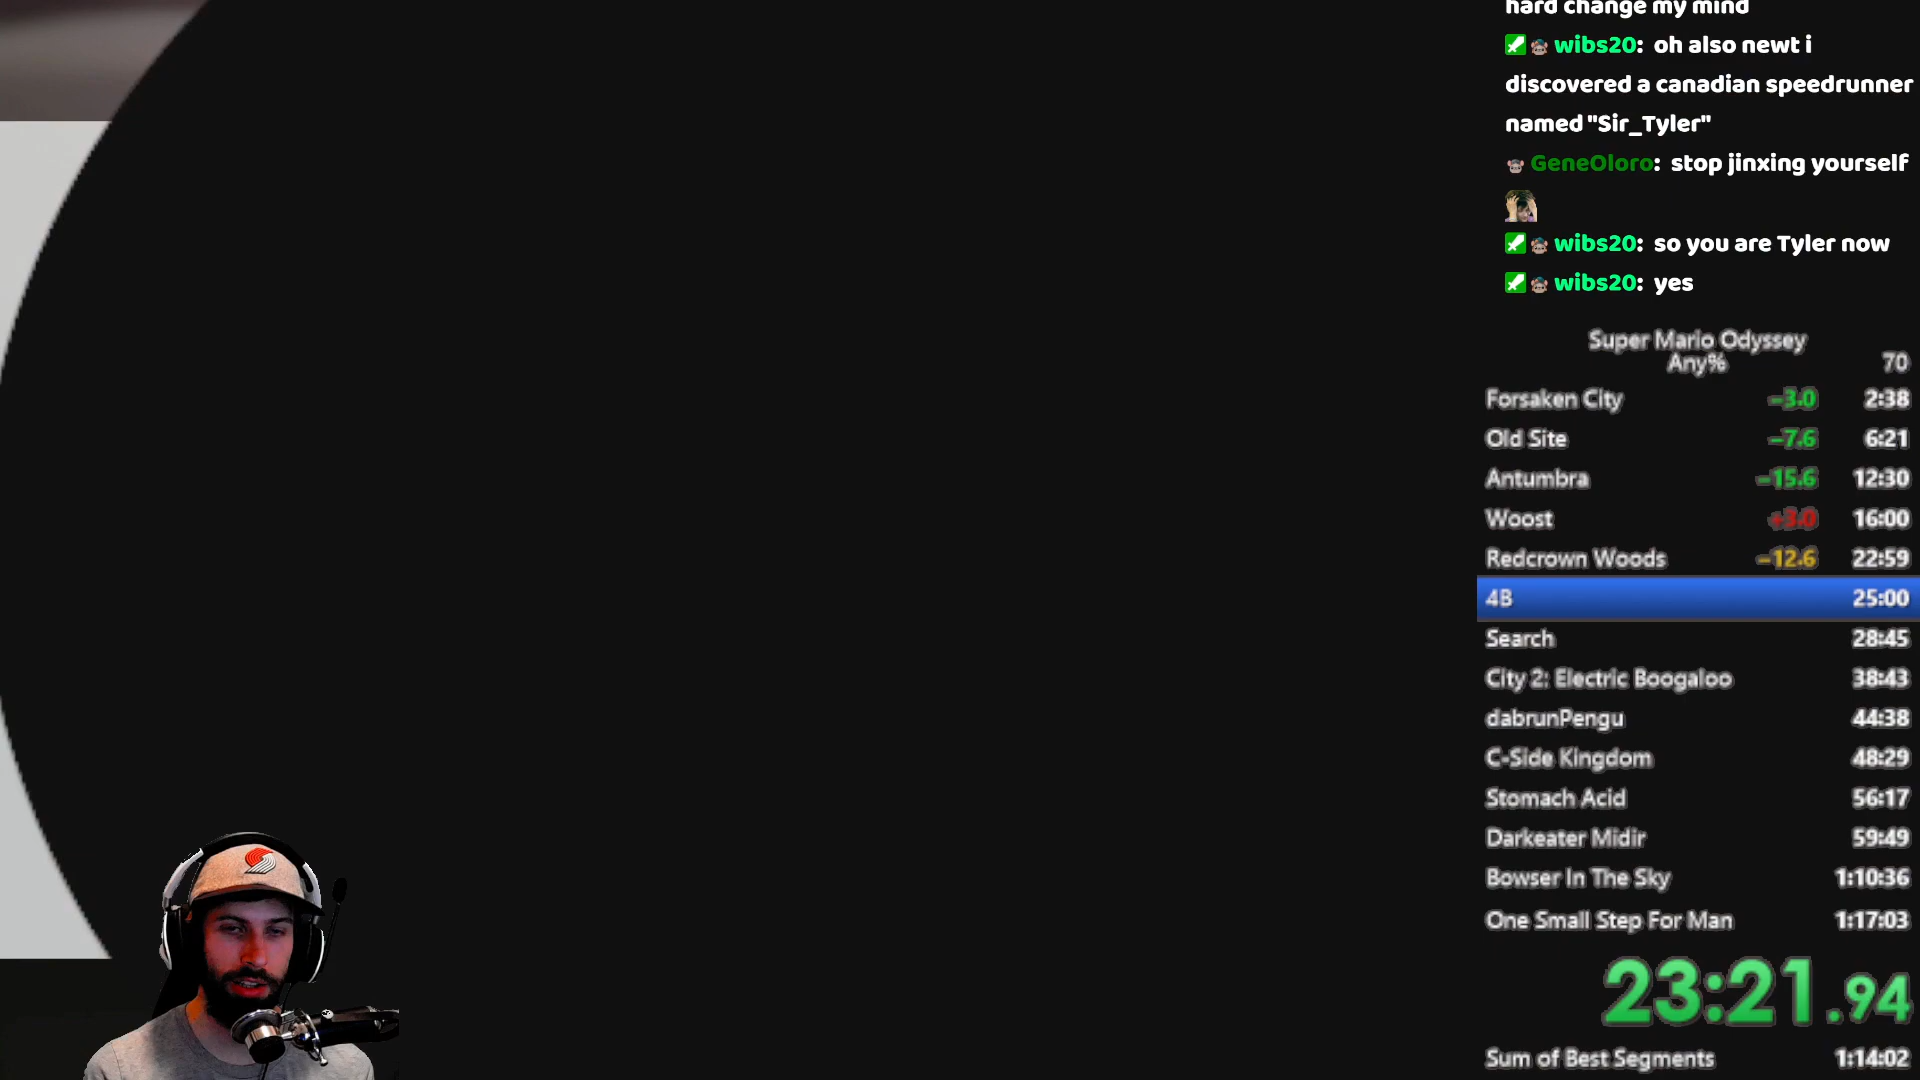 hard change my mind
wibs20: oh also newt i
discovered a canadian speedrunner
named "Sir_Tyler"
GeneOloro: stop jinxing yourself
wibs20: so you are Tyler now
wibs20: yes
Super Mario Odyssey
Any% 70
Forsaken City -3.0 2:38
Old Site -7.6 6:21
Antumbra -15.6 12:30
Woost +3.0 16:00
Redcrown Woods -12.6 22:59
4B 25:00
Search 28:45
City 2: Electric Boogaloo 38:43
dabrunPengu 44:38
C-Side Kingdom 48:29
Stomach Acid 56:17
Darkeater Midir 59:49
Bowser In The Sky 1:10:36
One Small Step For Man 1:17:03
23:21.94
Sum of Best Segments 1:14:02